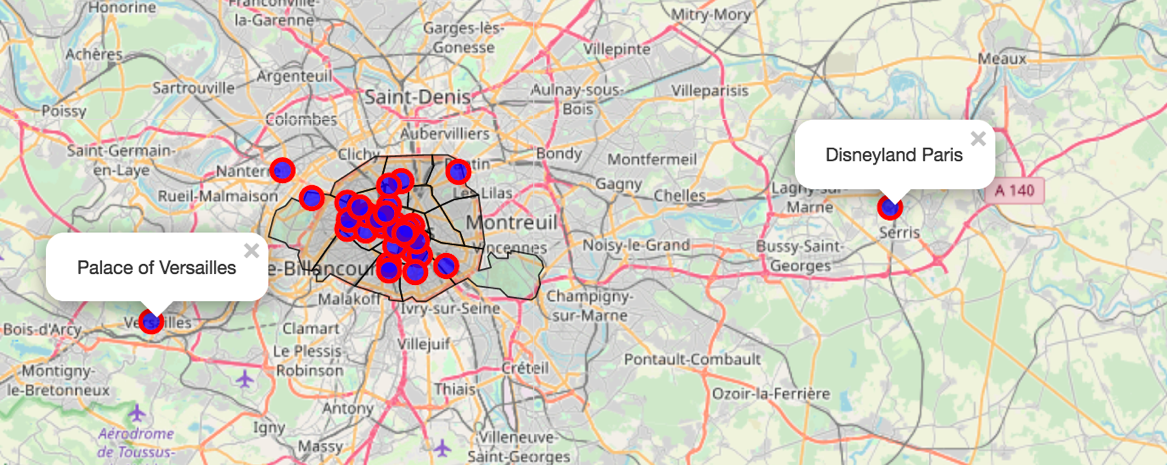 Honorine
Franconville-
la-Garenne
Garges-lès-
Gonesse
Mitry-Mory
Achères
Argenteuil
Villepinte
Meaux
Sartrouville
Saint-Denis
Aulnay-sous-
Bois
Villeparisis
Poissy
Colombes
Aubervilliers
Saint-Germain-
en-Laye
Clichy
Bondy
Montfermeil
Disneyland Paris
×
Nanterre
Rueil-Malmaison
Les Lilas
Gagny
Chelles
Marne
A 140
Montreuil
Serris
Palace of Versailles
×
Noisy-le-Grand
Bussy-Saint-
Georges
Malakoff
Ivry-sur-Seine
Champigny-
sur-Marne
Bois-d'Arcy
Versailles
Clamart
Villejuif
Le Plessis
Robinson
Créteil
Pontault-Combault
Montigny-
le-Bretonneux
Thiais
Ozoir-la-Ferrière
Antony
Igny
Aérodrome
de Toussus-
Massy
Villeneuve-
Saint-Georges